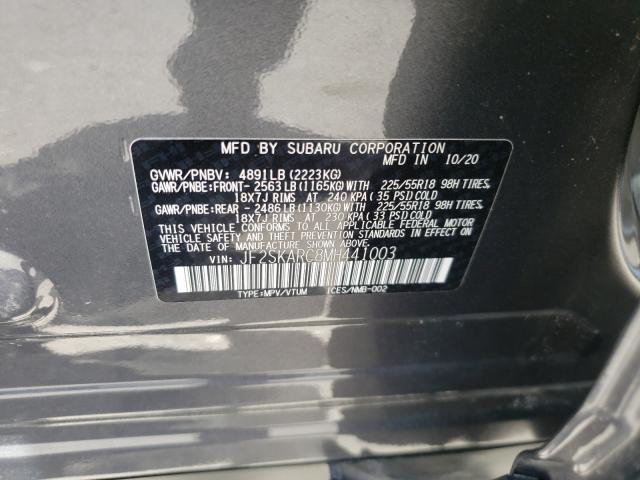 MFD BY SUBARU CORPORATION
MFD IN 10/20
GVWR/PNBV: 4891LB(2223KG)
GAWR/PNBE:FRONT-2563LB(1165KG)WITH 225/55R18 98H TIRES,
18X7J RIMS AT 240 KPA(35 PSI)COLD
GAWR/PNBE:REAR -2486LB(1130KG)WITH 225/55R18 98H TIRES,
18X7J RIMS AT 230 KPA(33 PSI)COLD
THIS VEHICLE CONFORMS TO ALL APPLICABLE FEDERAL MOTOR
VEHICLE SAFETY, BUMPER, AND THEFT PREVENTION STANDARDS
IN EFFECT ON THE DATE OF MANUFACTURE SHOWN ABOVE.
VIN: JF2SKARC8MH441003
TYPE:MPV/VTUM ICES/NMB-002